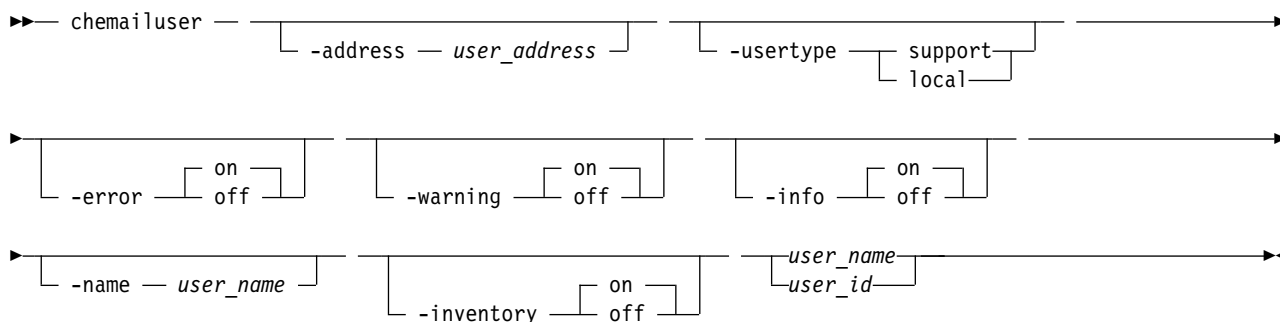 chemailuser -address user_address -usertype support
local
on on on
-error off -warning off -info off
user_name
-name user_name on user_id
-inventory off